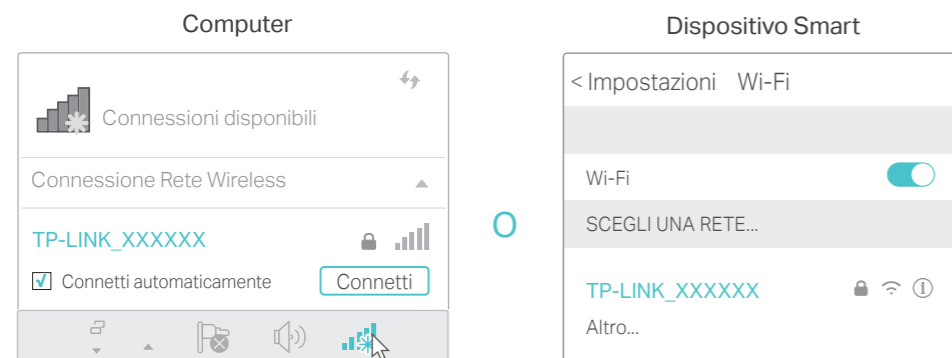 Computer
Connessioni disponibili
Connessione Rete Wireless
TP-LINK_XXXXXX
Connetti automaticamente
Connetti
O
Dispositivo Smart
< Impostazioni Wi-Fi
Wi-Fi
SCEGLI UNA RETE...
TP-LINK_XXXXXX
Altro...